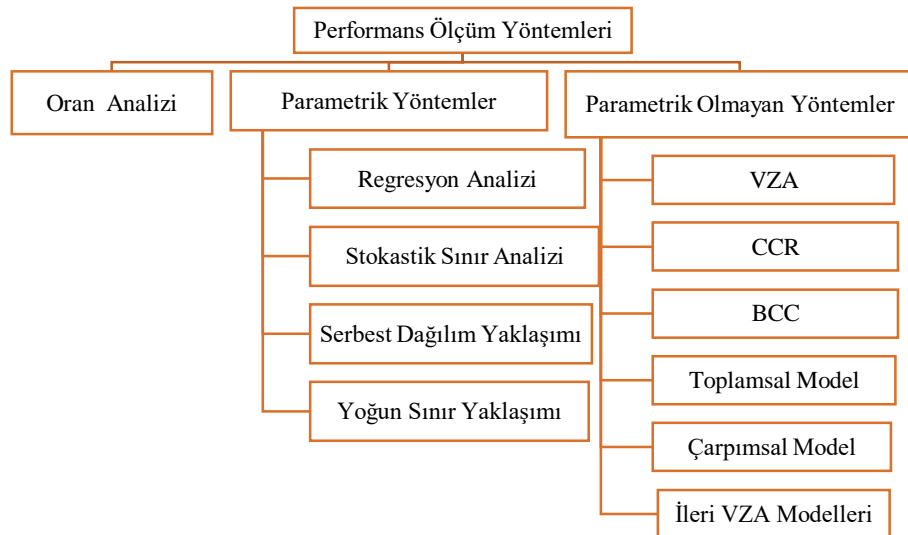 Performans Ölçüm Yöntemleri
Oran Analizi
Parametrik Yöntemler
Parametrik Olmayan Yöntemler
Regresyon Analizi
Stokastik Sınır Analizi
Serbest Dağılım Yaklaşımı
Yoğun Sınır Yaklaşımı
VZA
CCR
BCC
Toplamsal Model
Çarpımsal Model
İleri VZA Modelleri